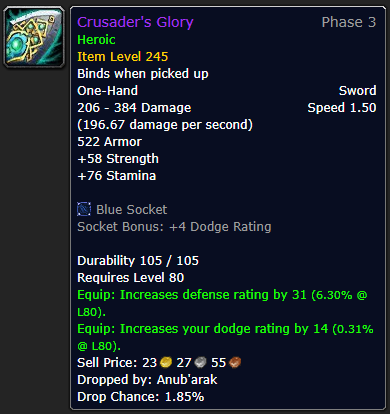 Crusader's Glory Phase 3
Heroic
Item Level 245
Binds when picked up
One-Hand Sword
206 - 384 Damage Speed 1.50
(196.67 damage per second)
522 Armor
+58 Strength
+76 Stamina
Blue Socket
Socket Bonus: +4 Dodge Rating
Durability 105 / 105
Requires Level 80
Equip: Increases defense rating by 31 (6.30% @
L80).
Equip: Increases your dodge rating by 14 (0.31%
@ L80).
Sell Price: 23 27 55
Dropped by: Anub'arak
Drop Chance: 1.85%